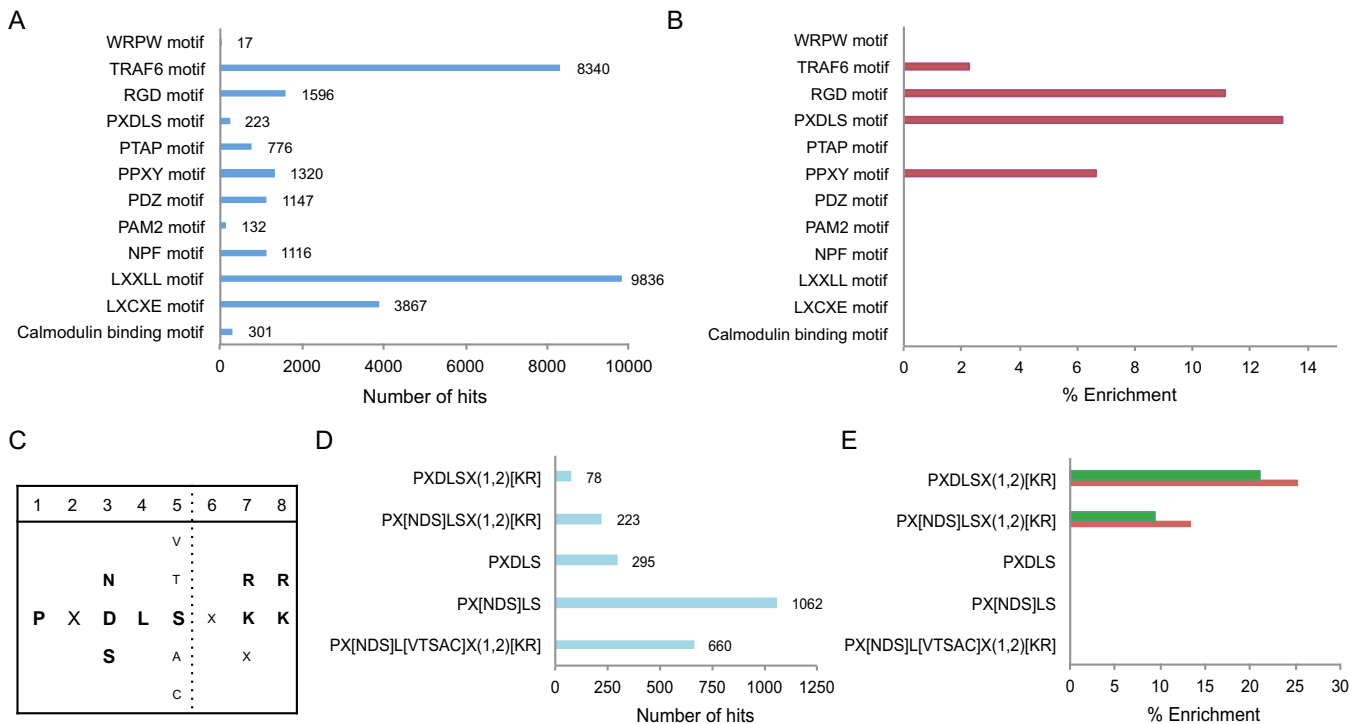 A
WRPW motif 17
TRAF6 motif 8340
RGD motif 1596
PXDLS motif 223
PTAP motif 776
PPXY motif 1320
PDZ motif 1147
PAM2 motif 132
NPF motif 1116
LXXLL motif 9836
LXCXE motif 3867
Calmodulin binding motif 301
0 2000 4000 6000 8000 10000
Number of hits
B
WRPW motif
TRAF6 motif
RGD motif
PXDLS motif
PTAP motif
PPXY motif
PDZ motif
PAM2 motif
NPF motif
LXXLL motif
LXCXE motif
Calmodulin binding motif
0 2 4 6 8 10 12 14
% Enrichment
C
1 2 3 4 5 6 7 8
V
N T R R
P X D L S X K K
S A X
C
D
PXDLSX(1,2)[KR] 78
PX[NDS]LSX(1,2)[KR] 223
PXDLS 295
PX[NDS]LS 1062
PX[NDS]L[VTSAC]X(1,2)[KR] 660
0 250 500 750 1000 1250
Number of hits
E
PXDLSX(1,2)[KR]
PX[NDS]LSX(1,2)[KR]
PXDLS
PX[NDS]LS
PX[NDS]L[VTSAC]X(1,2)[KR]
0 5 10 15 20 25 30
% Enrichment